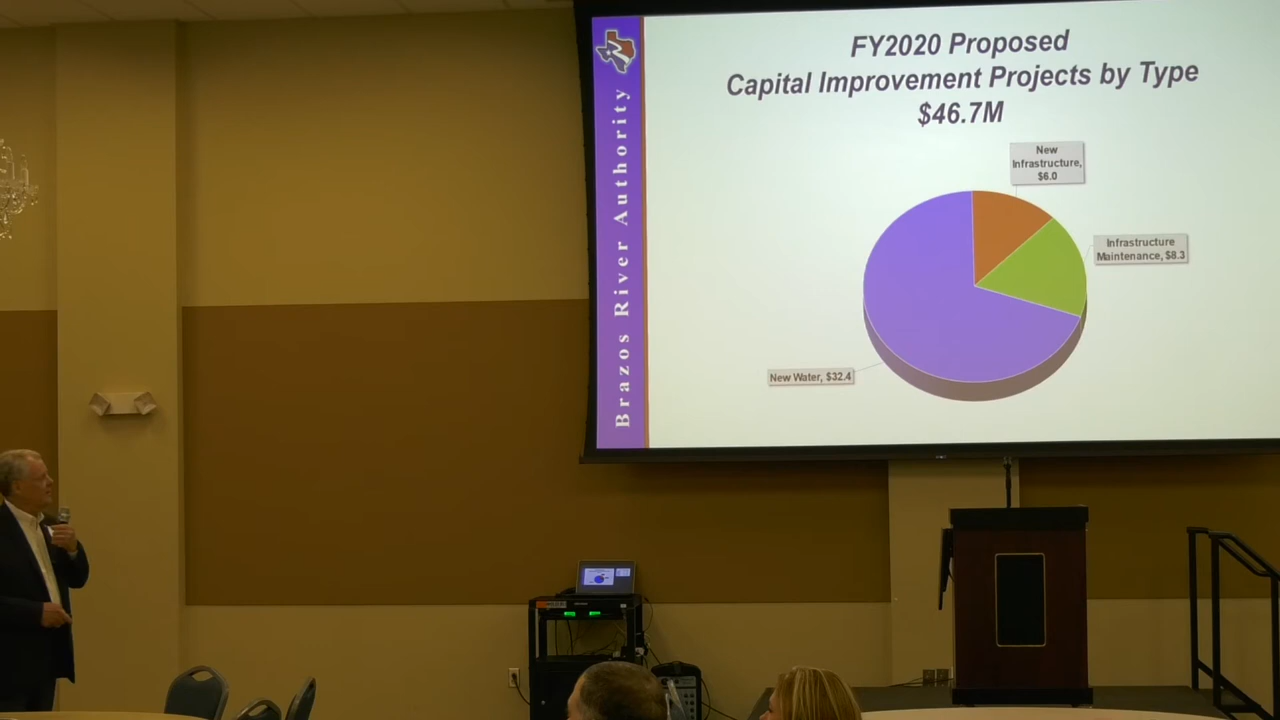 FY2020 Proposed
Capital Improvement Projects by Type
$46.7M
Brazos River Authority
New
Infrastructure,
$6.0
Infrastructure
Maintenance, $8.3
New Water, $32.4